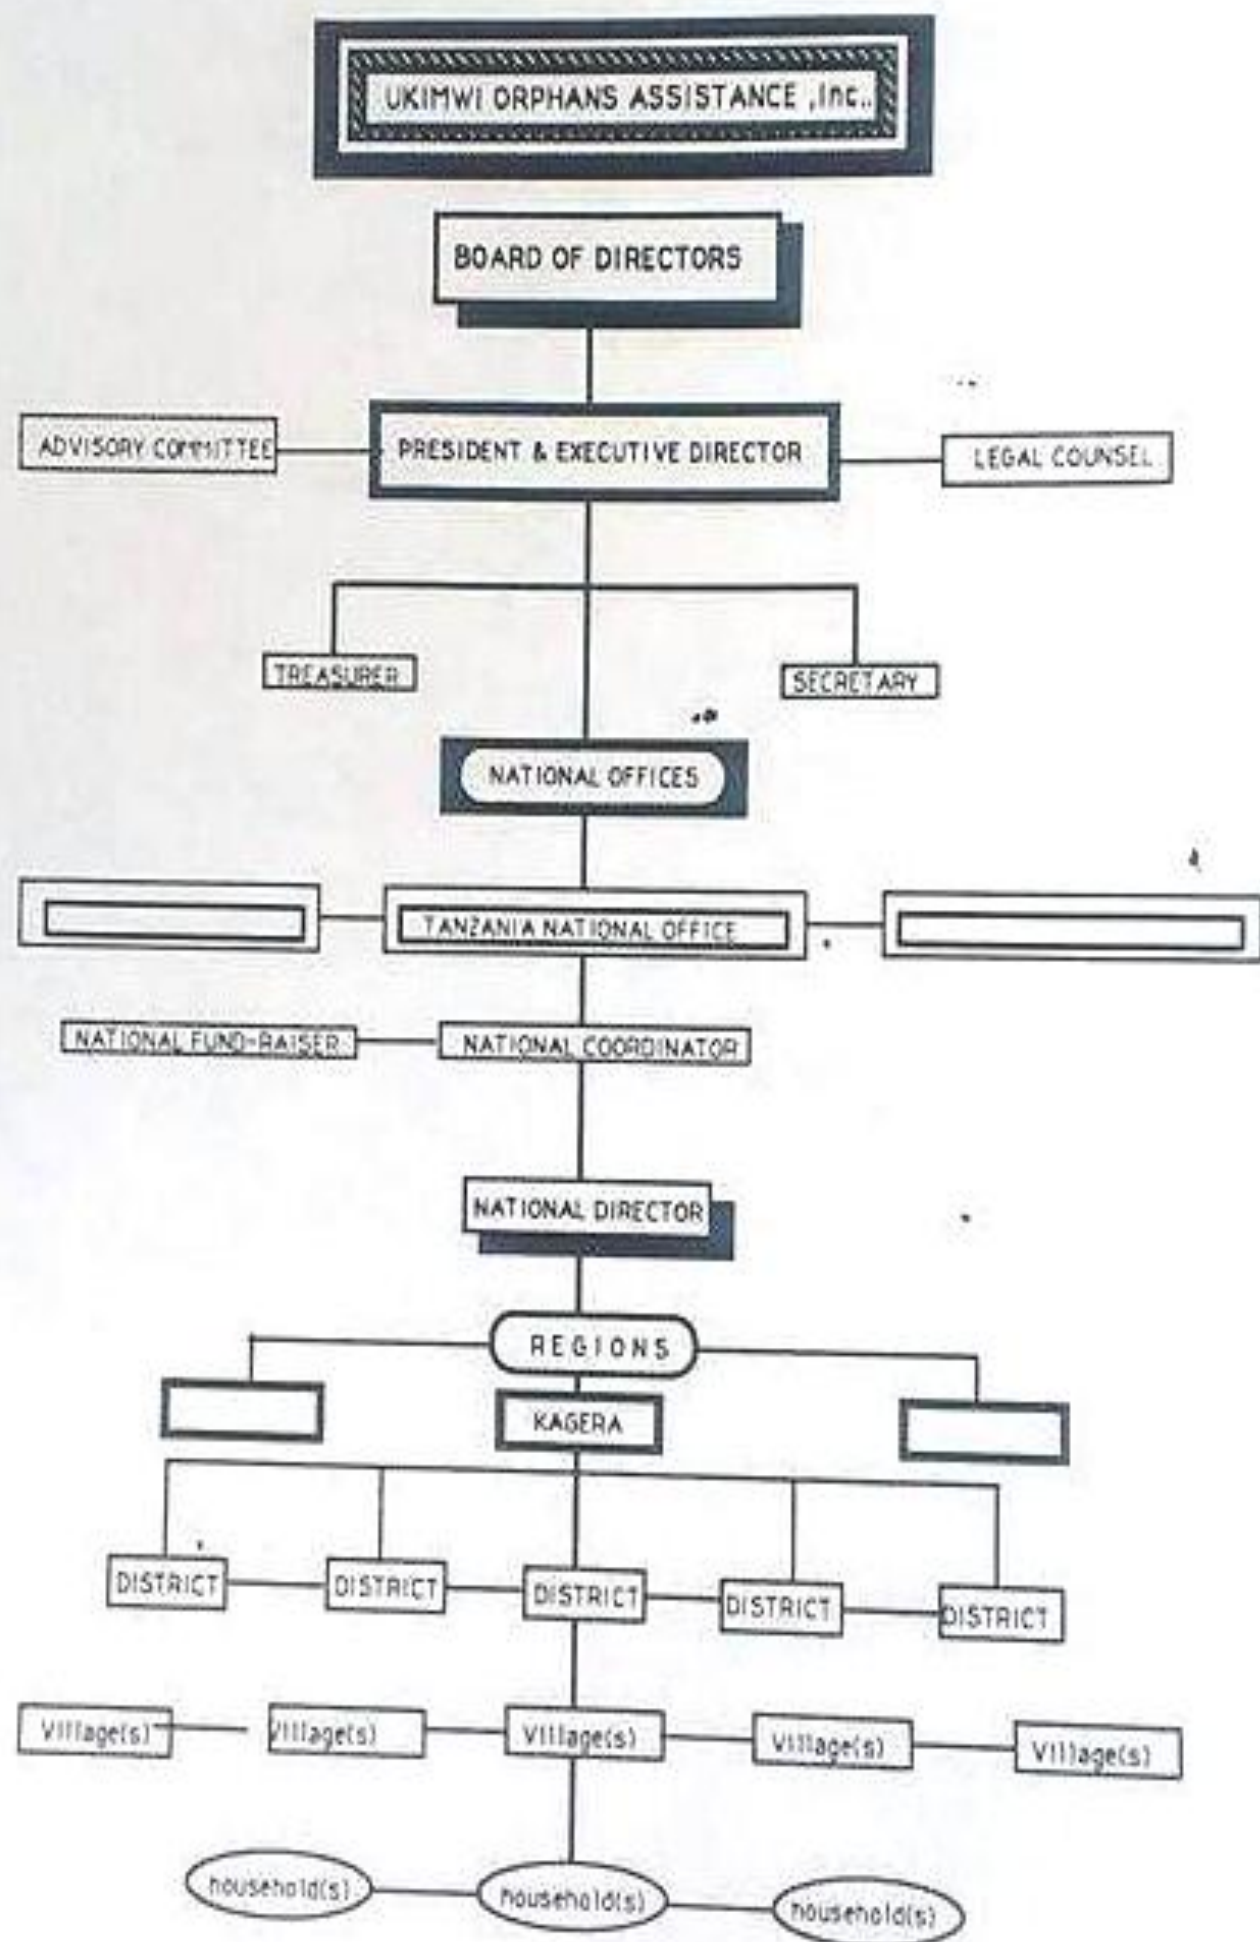 UKIMWI ORPHANS ASSISTANCE ,Inc..
BOARD OF DIRECTORS
ADVISORY COMMITTEE
PRESIDENT & EXECUTIVE DIRECTOR
LEGAL COUNSEL
TREASURER
SECRETARY
NATIONAL OFFICES
TANZANIA NATIONAL OFFICE
NATIONAL FUND-RAISER
NATIONAL COORDINATOR
NATIONAL DIRECTOR
REGIONS
KAGERA
DISTRICT
DISTRICT
DISTRICT
DISTRICT
DISTRICT
Village(s)
Village(s)
Village(s)
Village(s)
Village(s)
household(s)
household(s)
household(s)